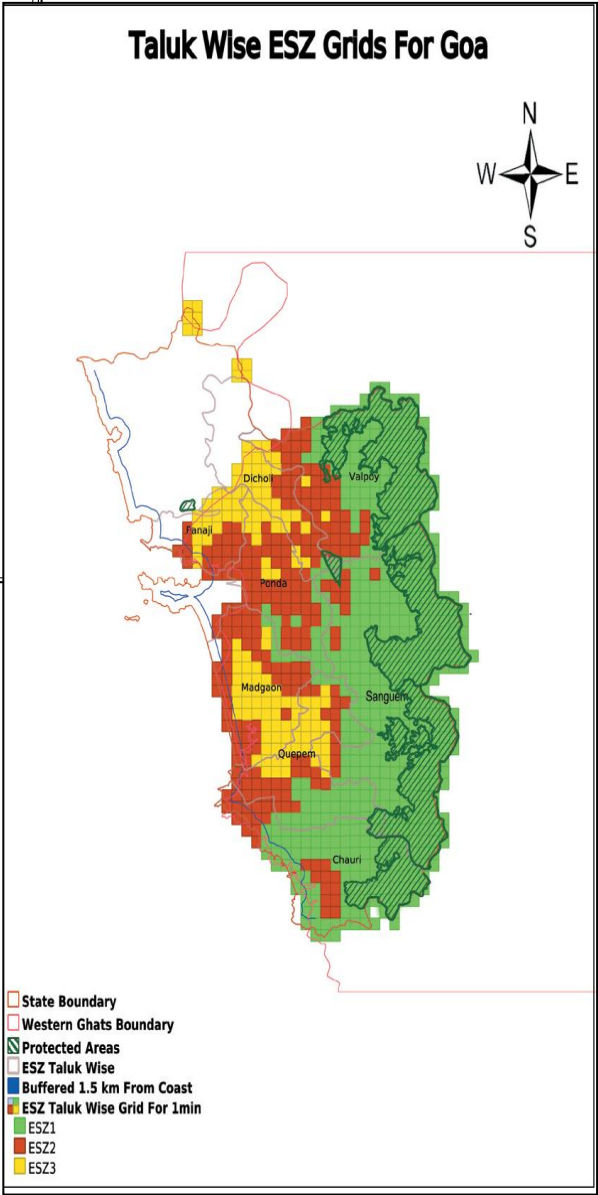 Taluk Wise ESZ Grids For Goa
N
W E
S
Dicholi
Valpoy
Panaji
Ponda
Madgaon
Sanguem
Quepem
Chauri
State Boundary
Western Ghats Boundary
Protected Areas
ESZ Taluk Wise
Buffered 1.5 km From Coast
ESZ Taluk Wise Grid For 1min
ESZ1
ESZ2
ESZ3